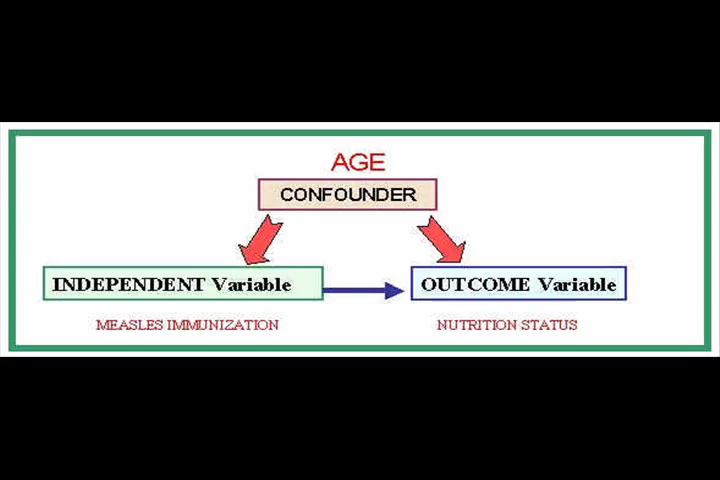 AGE
CONFOUNDER
INDEPENDENT Variable
OUTCOME Variable
MEASLES IMMUNIZATION
NUTRITION STATUS